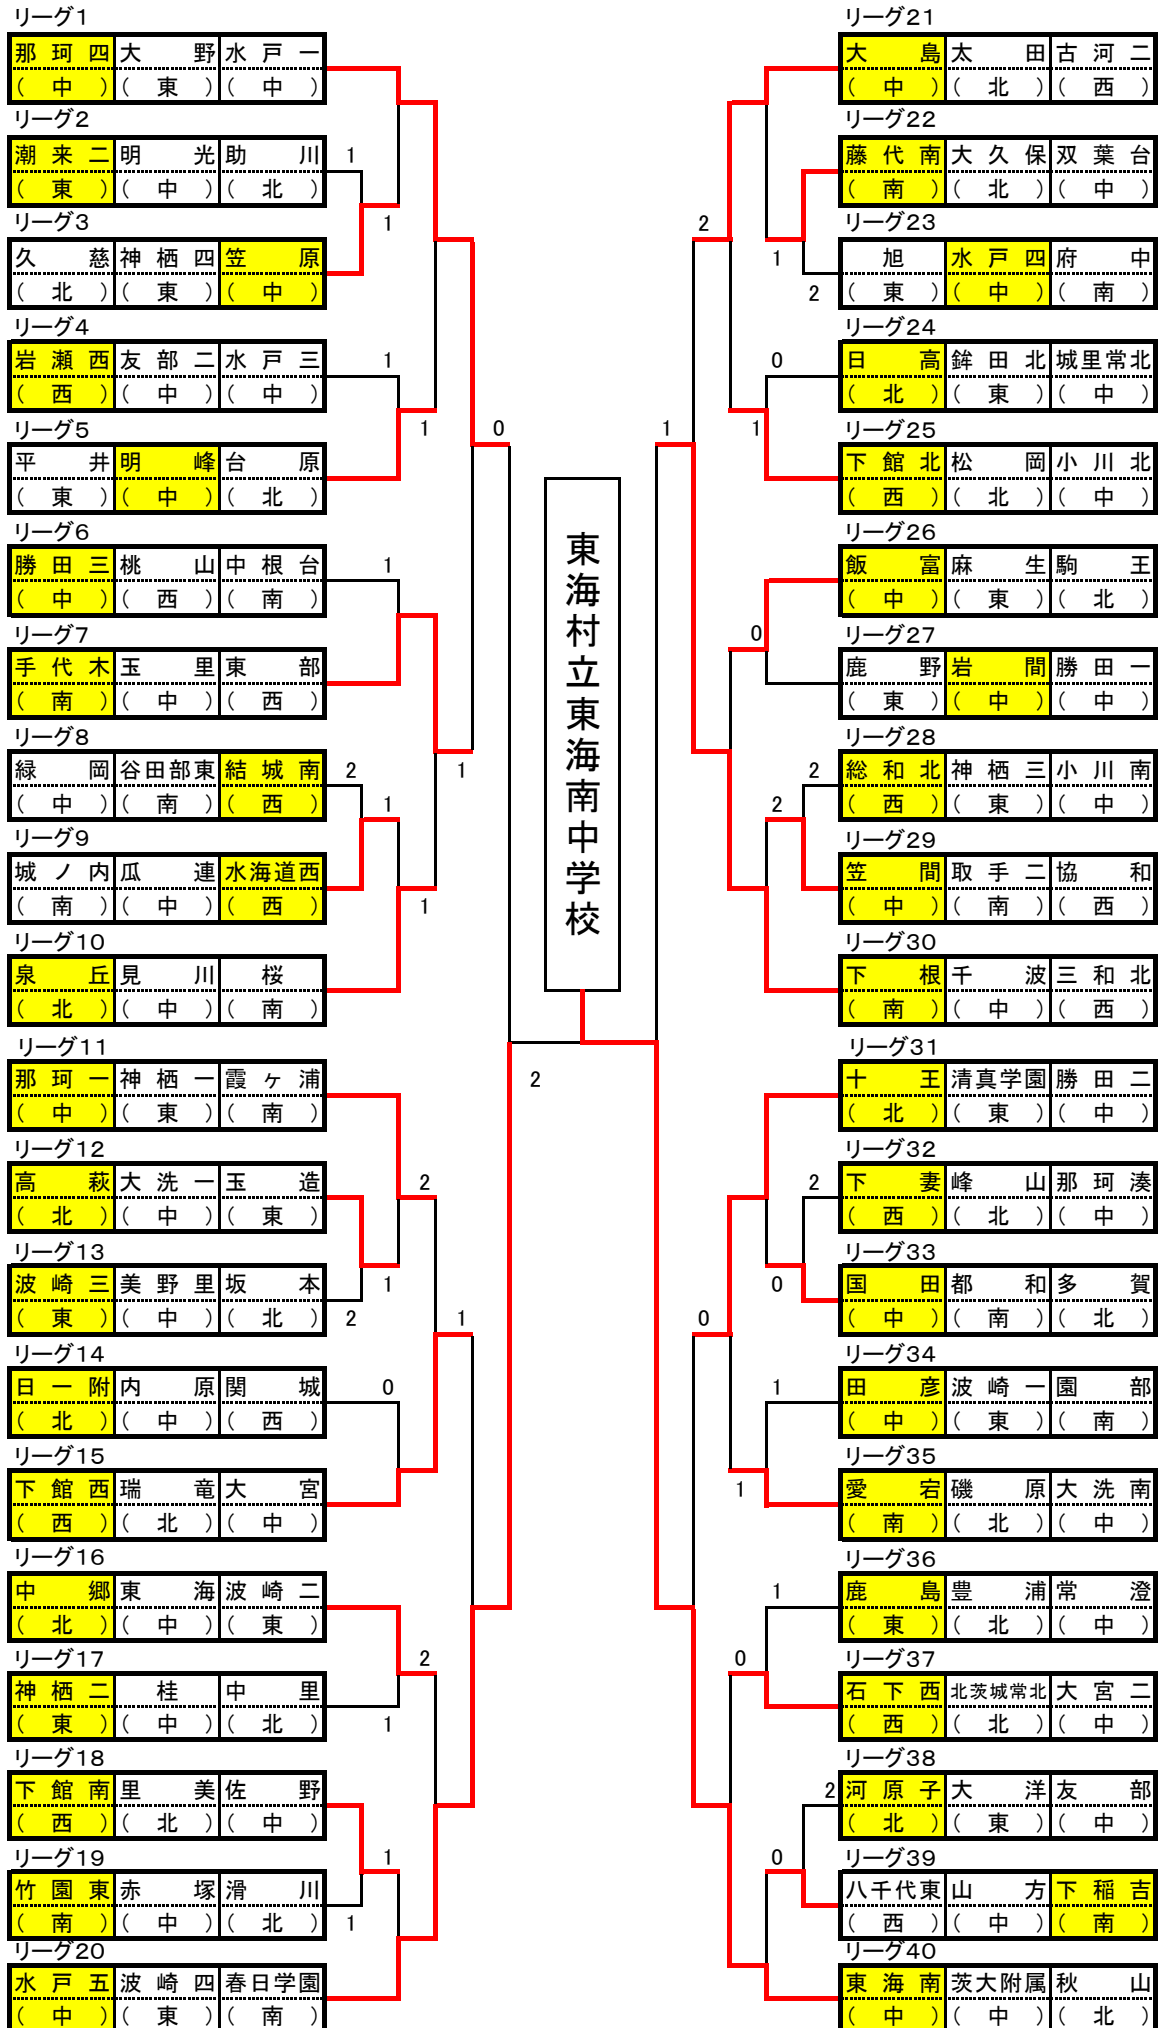 リーグ1
那珂四 大野 水戸一
(中) (東) (中)
リーグ2
潮来二 明光 助川
(東) (中) (北)
1
リーグ3
久慈 神栖四 笠原
(北) (東) (中)
1
リーグ4
岩瀬西 友部二 水戸三
(西) (中) (中)
1
リーグ5
平井 明峰 台原
(東) (中) (北)
1
0
リーグ6
勝田三 桃山 中根台
(中) (西) (南)
1
リーグ7
手代木 玉里 東部
(南) (中) (西)
リーグ8
緑岡 谷田部東 結城南
(中) (南) (西)
2
1
1
リーグ9
城ノ内 瓜連 水海道西
(南) (中) (西)
1
リーグ10
泉丘 見川 桜
(北) (中) (南)
リーグ11
那珂一 神栖一 霞ヶ浦
(中) (東) (南)
2
リーグ12
高萩 大洗一 玉造
(北) (中) (東)
2
リーグ13
波崎三 美野里 坂本
(東) (中) (北)
1
2
1
リーグ14
日一附 内原 関城
(北) (中) (西)
0
リーグ15
下館西 瑞竜 大宮
(西) (北) (中)
リーグ16
中郷 東海 波崎二
(北) (中) (東)
リーグ17
神栖二 桂 中里
(東) (中) (北)
2
1
リーグ18
下館南 里美 佐野
(西) (北) (中)
リーグ19
竹園東 赤塚 滑川
(南) (中) (北)
1
1
リーグ20
水戸五 波崎四 春日学園
(中) (東) (南)
東海村立東海南中学校
リーグ21
大島 太田 古河二
(中) (北) (西)
リーグ22
藤代南 大久保 双葉台
(南) (北) (中)
2
リーグ23
旭 水戸四 府中
(東) (中) (南)
1
2
リーグ24
日高 鉾田北 城里常北
(北) (東) (中)
0
リーグ25
下館北 松岡 小川北
(西) (北) (中)
1
1
リーグ26
飯富 麻生 駒王
(中) (東) (北)
リーグ27
鹿野 岩間 勝田一
(東) (中) (中)
0
リーグ28
総和北 神栖三 小川南
(西) (東) (中)
2
2
リーグ29
笠間 取手二 協和
(中) (南) (西)
リーグ30
下根 千波 三和北
(南) (中) (西)
リーグ31
十王 清真学園 勝田二
(北) (東) (中)
リーグ32
下妻 峰山 那珂湊
(西) (北) (中)
2
リーグ33
国田 都和 多賀
(中) (南) (北)
0
0
リーグ34
田彦 波崎一 園部
(中) (東) (南)
1
リーグ35
愛宕 磯原 大洗南
(南) (北) (中)
1
リーグ36
鹿島 豊浦 常澄
(東) (北) (中)
1
リーグ37
石下西 北茨城常北 大宮二
(西) (北) (中)
0
リーグ38
河原子 大洋 友部
(北) (東) (中)
2
リーグ39
八千代東 山方 下稲吉
(西) (中) (南)
0
リーグ40
東海南 茨大附属 秋山
(中) (中) (北)